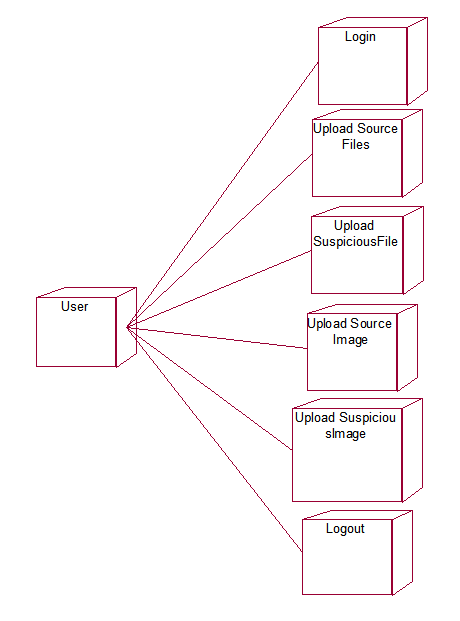 Login
Upload Source
Files
Upload
SuspiciousFile
User
Upload Source
Image
Upload Suspiciou
sImage
Logout